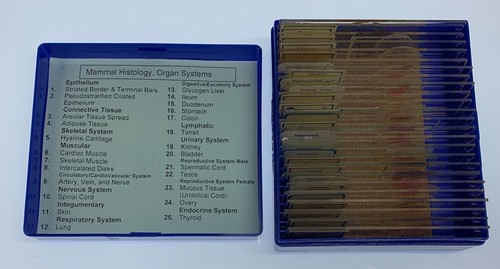 Mammal Histology, Organ Systems
Epithelium
1. Striated Border & Terminal Bars
2. Pseudostratified Ciliated
Epithelium
Connective Tissue
3. Areolar Tissue Spread
4. Adipose Tissue
Skeletal System
5. Hyaline Cartilage
Muscular
6. Cardiac Muscle
7. Skeletal Muscle
8. Intercalated Disks
Circulatory/CardioVascular System
9. Artery, Vein, and Nerve
Nervous System
10. Spinal Cord
Integumentary
11. Skin
Respiratory System
12. Lung
Digestive/Excretory System
13. Glycogen Liver
14. Ileum
15. Duodenum
16. Stomach
17. Colon
Lymphatic
18. Tonsil
Urinary System
19. Kidney
20. Bladder
Reproductive System Male
21. Spermatic Cord
22. Testis
Reproductive System Female
23. Mucous Tissue
(Umbilical Cord)
24. Ovary
Endocrine System
25. Thyroid